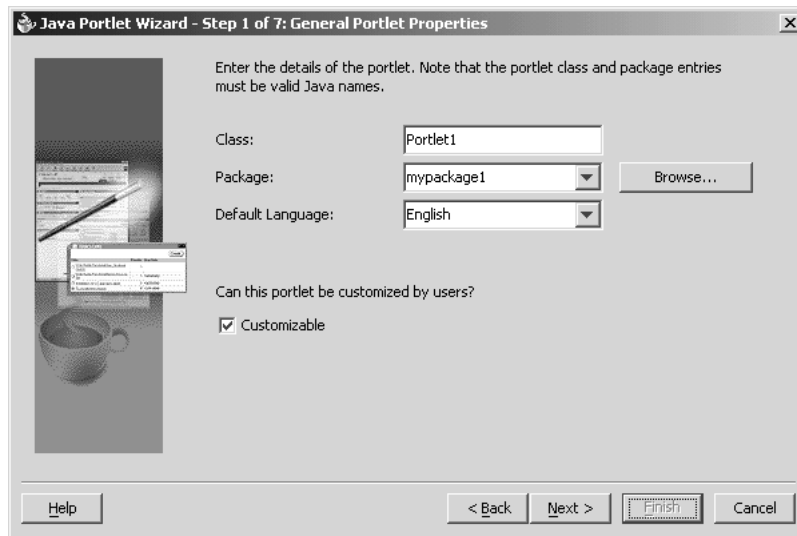 Java Portlet Wizard - Step 1 of 7: General Portlet Properties
Enter the details of the portlet. Note that the portlet class and package entries
must be valid Java names.
Class:
Portlet1
Package:
mypackage1
Browse...
Default Language:
English
Can this portlet be customized by users?
Customizable
Help
< Back
Next >
Finish
Cancel